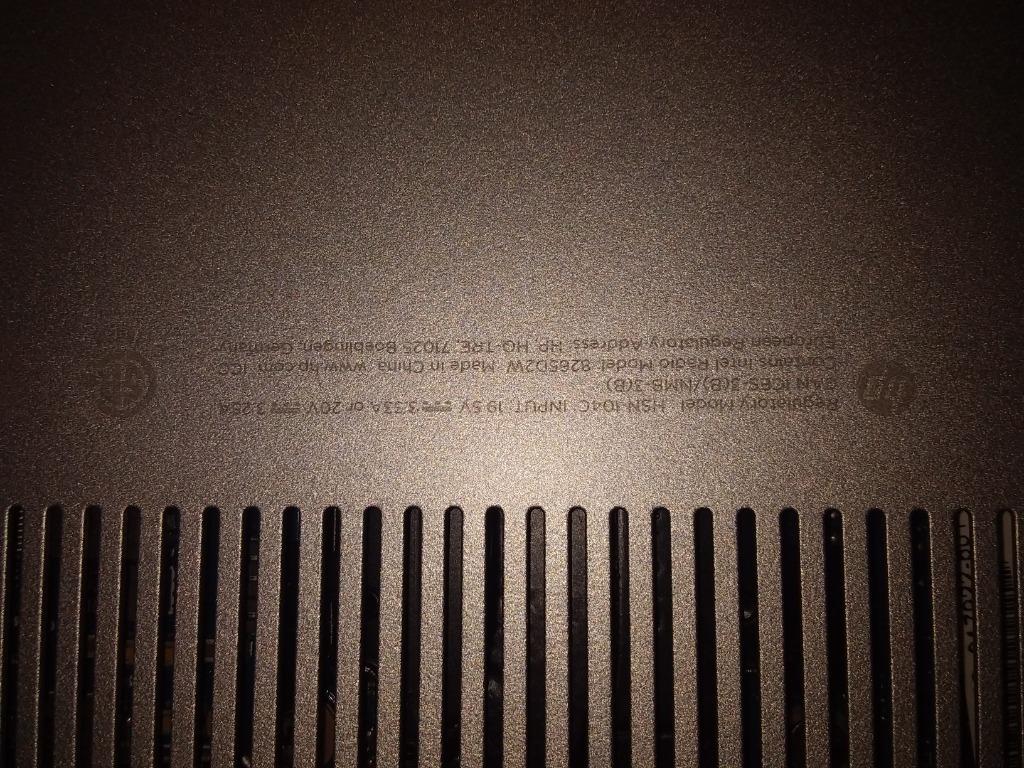 hp
Regulatory Model: HSN-I04C INPUT: 19.5V ⎓ 3.33A or 20V ⎓ 3.25A
CAN ICES-3(B)/NMB-3(B)
Contains Intel Radio Model: 8265D2W Made in China. www.hp.com ICC
European Regulatory Address: HP, HQ-TRE, 71025 Boeblingen, Germany